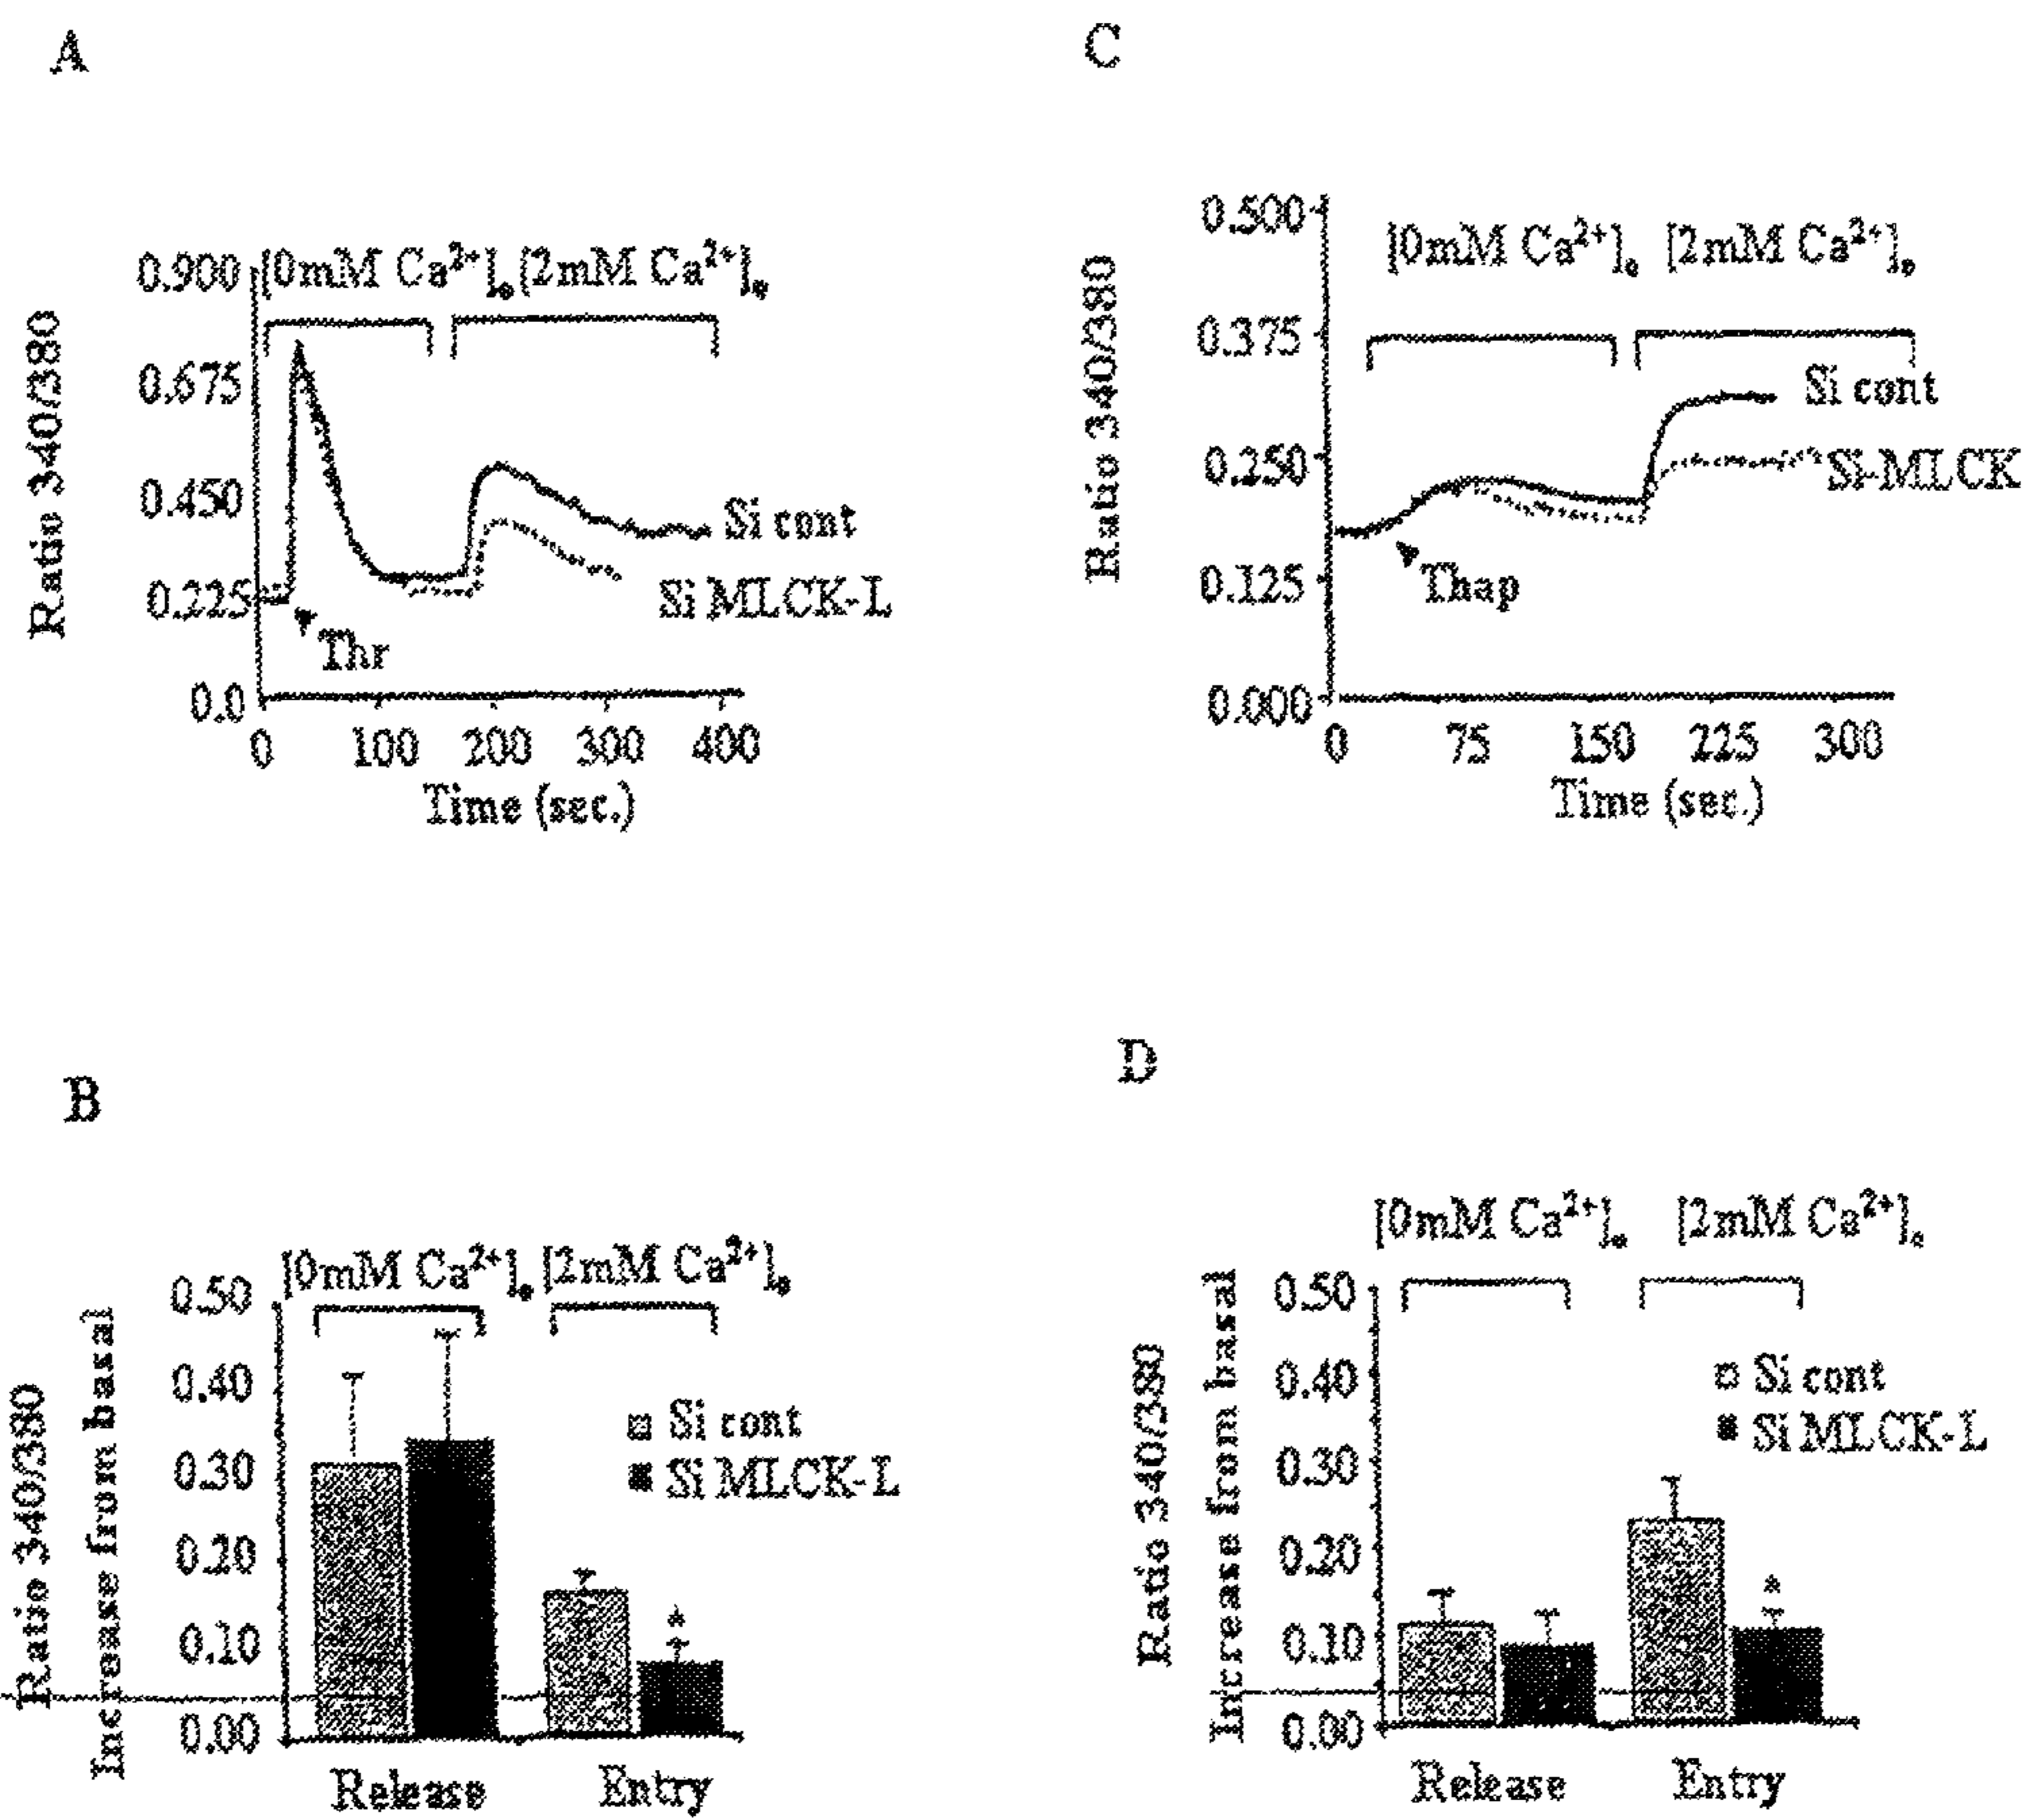 A
[0mM Ca²⁺]e [2mM Ca²⁺]e
Ratio 340/380
0.900
0.675
0.450
0.225
0.0
Si cont
Si MLCK-L
Thr
0 100 200 300 400
Time (sec.)
C
[0mM Ca²⁺]e [2mM Ca²⁺]e
Ratio 340/380
0.500
0.375
0.250
0.125
0.000
Si cont
Si-MLCK
Thap
0 75 150 225 300
Time (sec.)
B
[0mM Ca²⁺]e [2mM Ca²⁺]e
Ratio 340/380
Increase from basal
0.50
0.40
0.30
0.20
0.10
0.00
Si cont
Si MLCK-L
*
Release Entry
D
[0mM Ca²⁺]e [2mM Ca²⁺]e
Ratio 340/380
Increase from basal
0.50
0.40
0.30
0.20
0.10
0.00
Si cont
Si MLCK-L
*
Release Entry